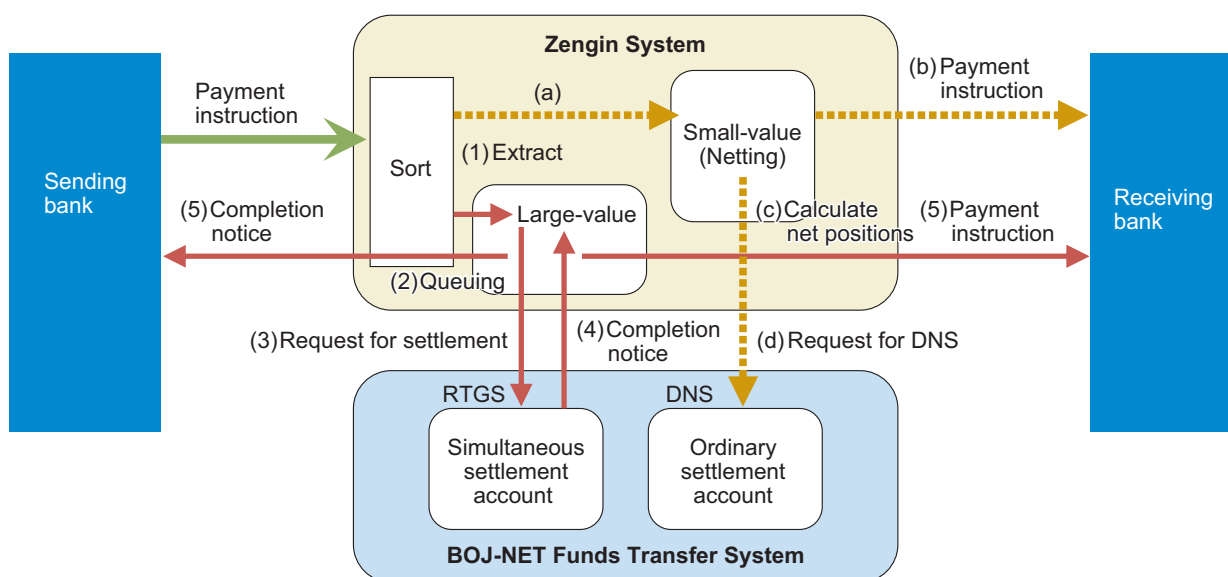 Zengin System
Sending
bank
Payment
instruction
Sort
(a)
(1) Extract
Small-value
(Netting)
(b) Payment
instruction
Receiving
bank
(5) Completion
notice
Large-value
(2) Queuing
(c) Calculate
net positions
(5) Payment
instruction
(3) Request for settlement
(4) Completion
notice
(d) Request for DNS
RTGS
Simultaneous
settlement
account
DNS
Ordinary
settlement
account
BOJ-NET Funds Transfer System